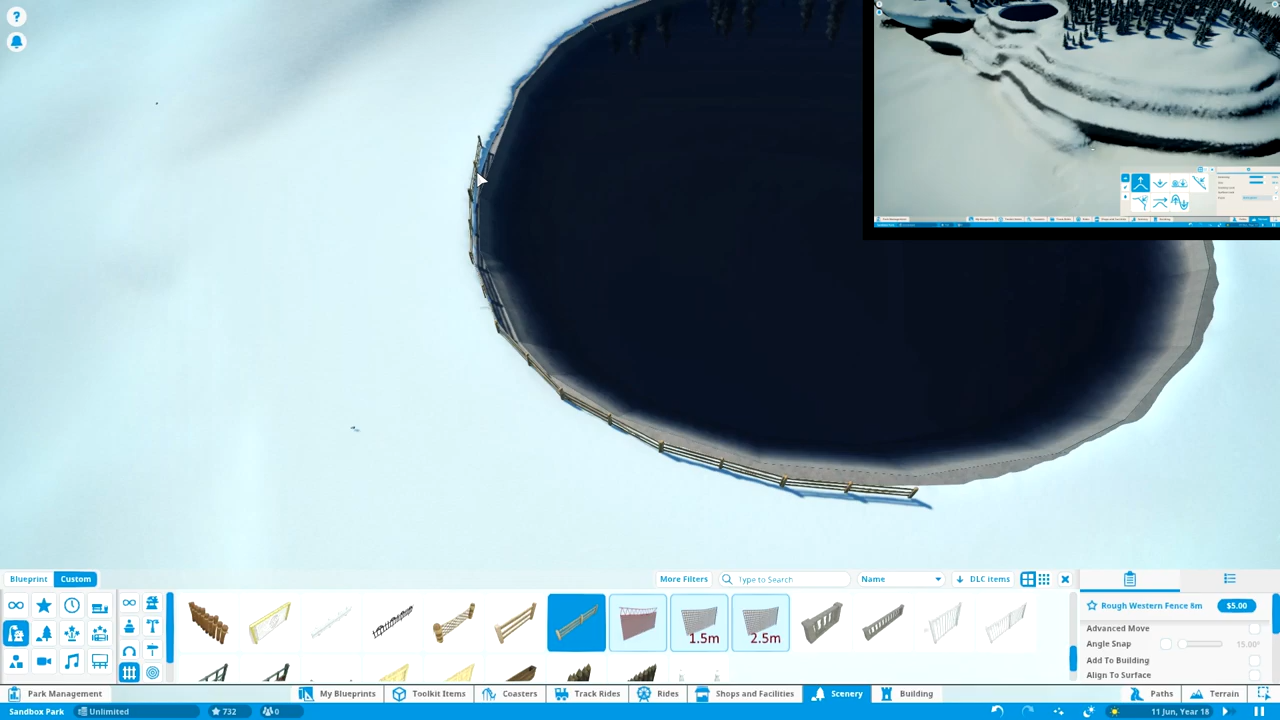 ?
Blueprint Custom More Filters Type to Search Name DLC items
1.5m 2.5m
Rough Western Fence 8m $5.00
Advanced Move
Angle Snap 15.00°
Add To Building
Align To Surface
Park Management My Blueprints Toolkit Items Coasters Track Rides Rides Shops and Facilities Scenery Building Paths Terrain
Sandbox Park Unlimited 732 0 11 Jun, Year 18